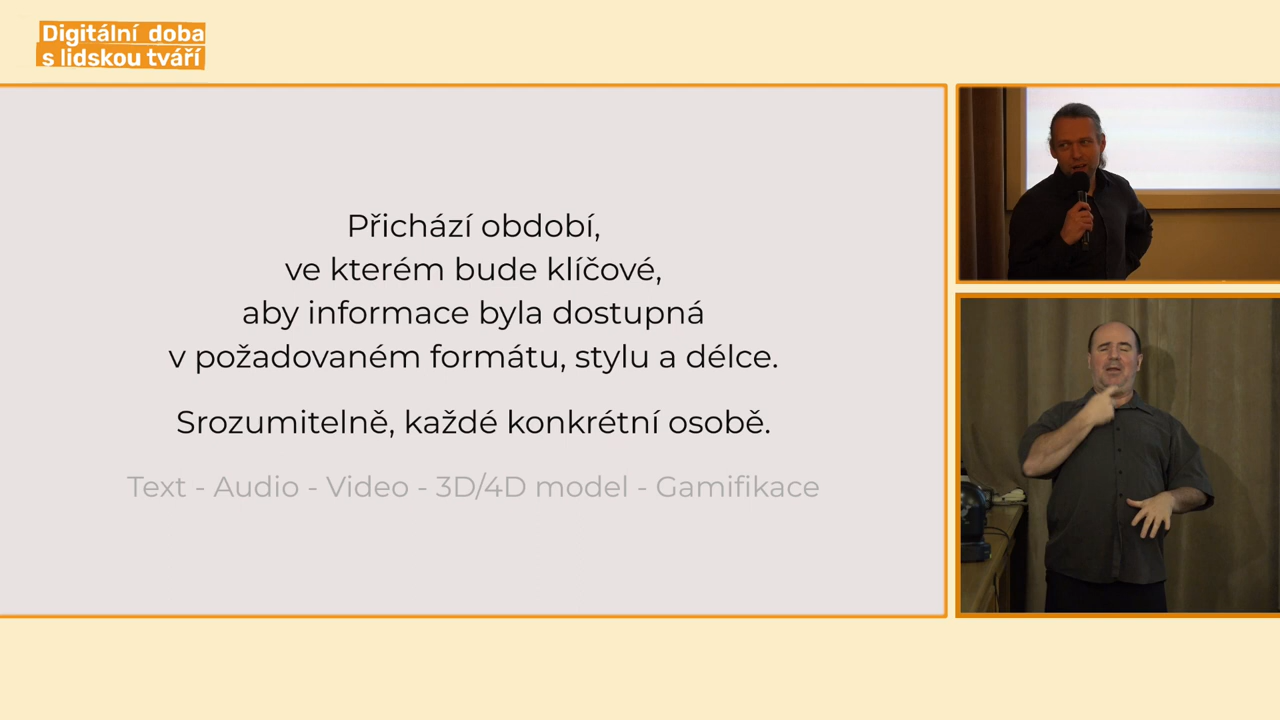 Digitální doba
s lidskou tváří
Přichází období,
ve kterém bude klíčové,
aby informace byla dostupná
v požadovaném formátu, stylu a délce.
Srozumitelně, každé konkrétní osobě.
Text - Audio - Video - 3D/4D model - Gamifikace